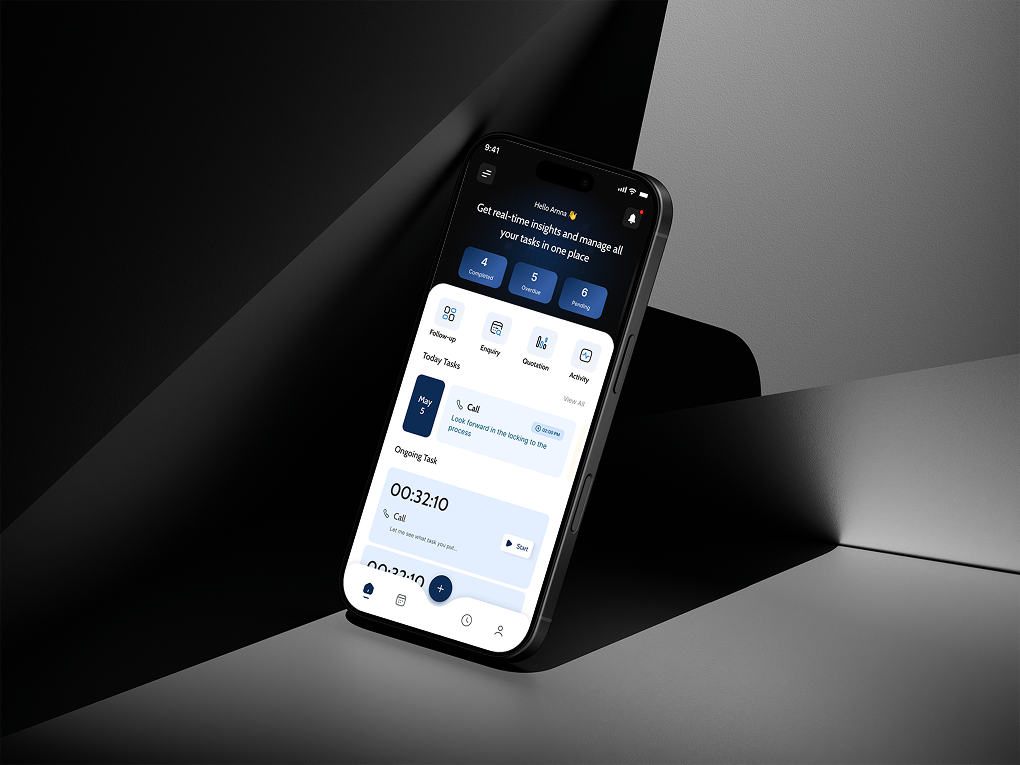 9:41
Hello Amna 👋
Get real-time insights and manage all
your tasks in one place
4
Completed
5
Overdue
6
Pending
Follow-up
Enquiry
Quotation
Activity
Today Tasks
View All
May
5
Call
02:00 PM
Look forward in the locking to the
process
Ongoing Task
00:32:10
Call
Let me see what task you put...
Start
00:32:10